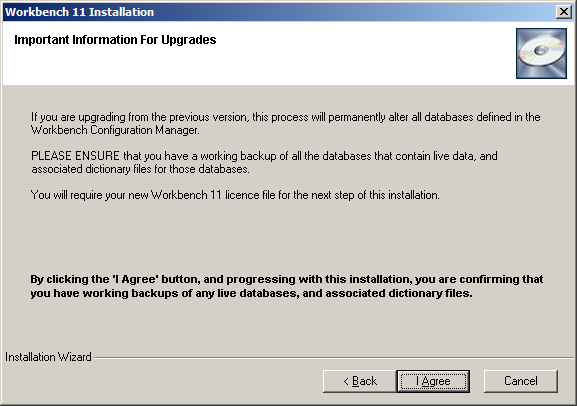 Workbench 11 Installation
Important Information For Upgrades
If you are upgrading from the previous version, this process will permanently alter all databases defined in the
Workbench Configuration Manager.
PLEASE ENSURE that you have a working backup of all the databases that contain live data, and
associated dictionary files for those databases.
You will require your new Workbench 11 licence file for the next step of this installation.
By clicking the 'I Agree' button, and progressing with this installation, you are confirming that
you have working backups of any live databases, and associated dictionary files.
Installation Wizard
< Back
I Agree
Cancel